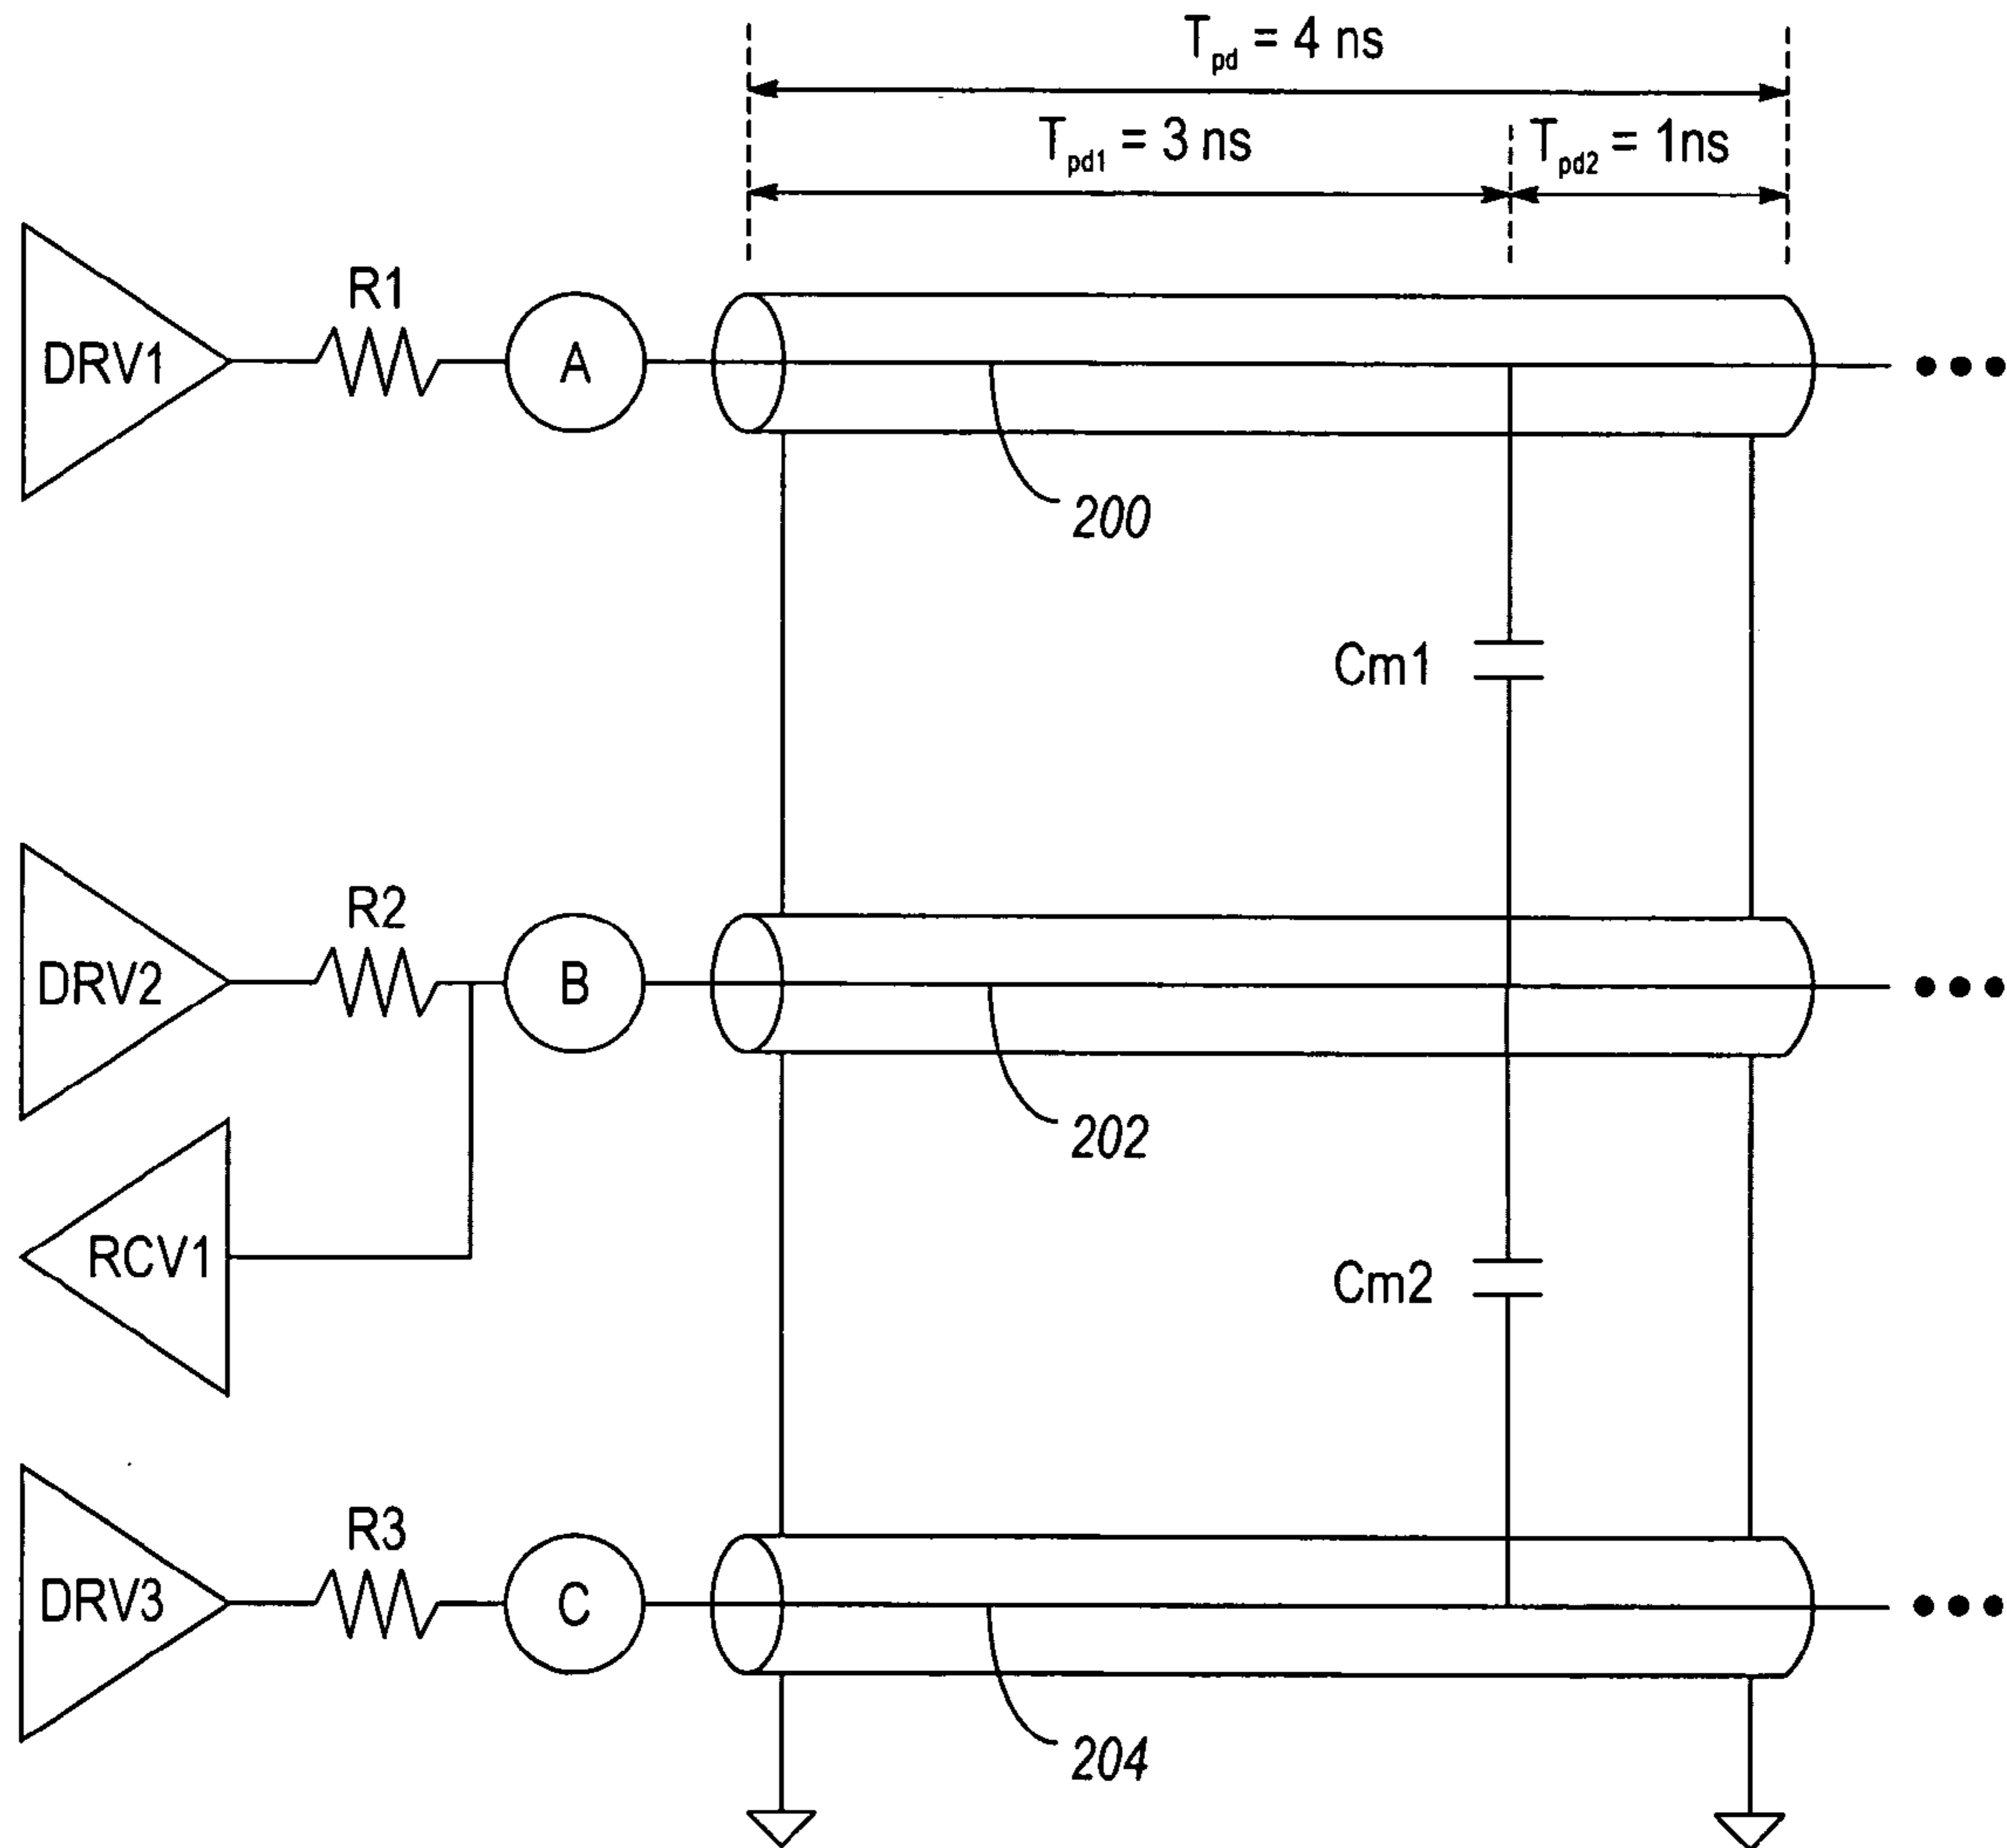 Tpd = 4 ns
Tpd1 = 3 ns
Tpd2 = 1ns
R1
DRV1
A
200
Cm1
R2
DRV2
B
202
RCV1
Cm2
R3
DRV3
C
204